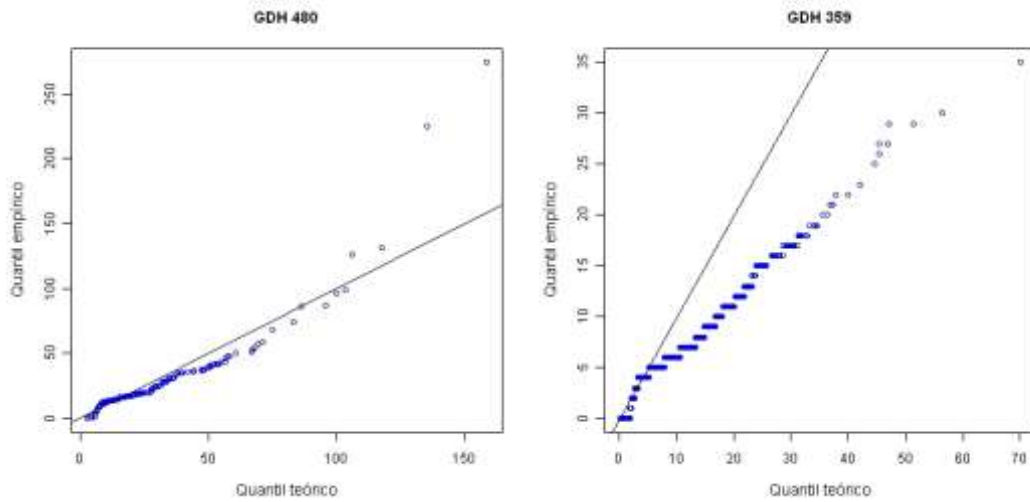 GDH 480
Quantil empírico
0 50 100 150 200 250
0 50 100 150
Quantil teórico
GDH 359
Quantil empírico
0 5 10 15 20 25 30 35
0 10 20 30 40 50 60 70
Quantil teórico